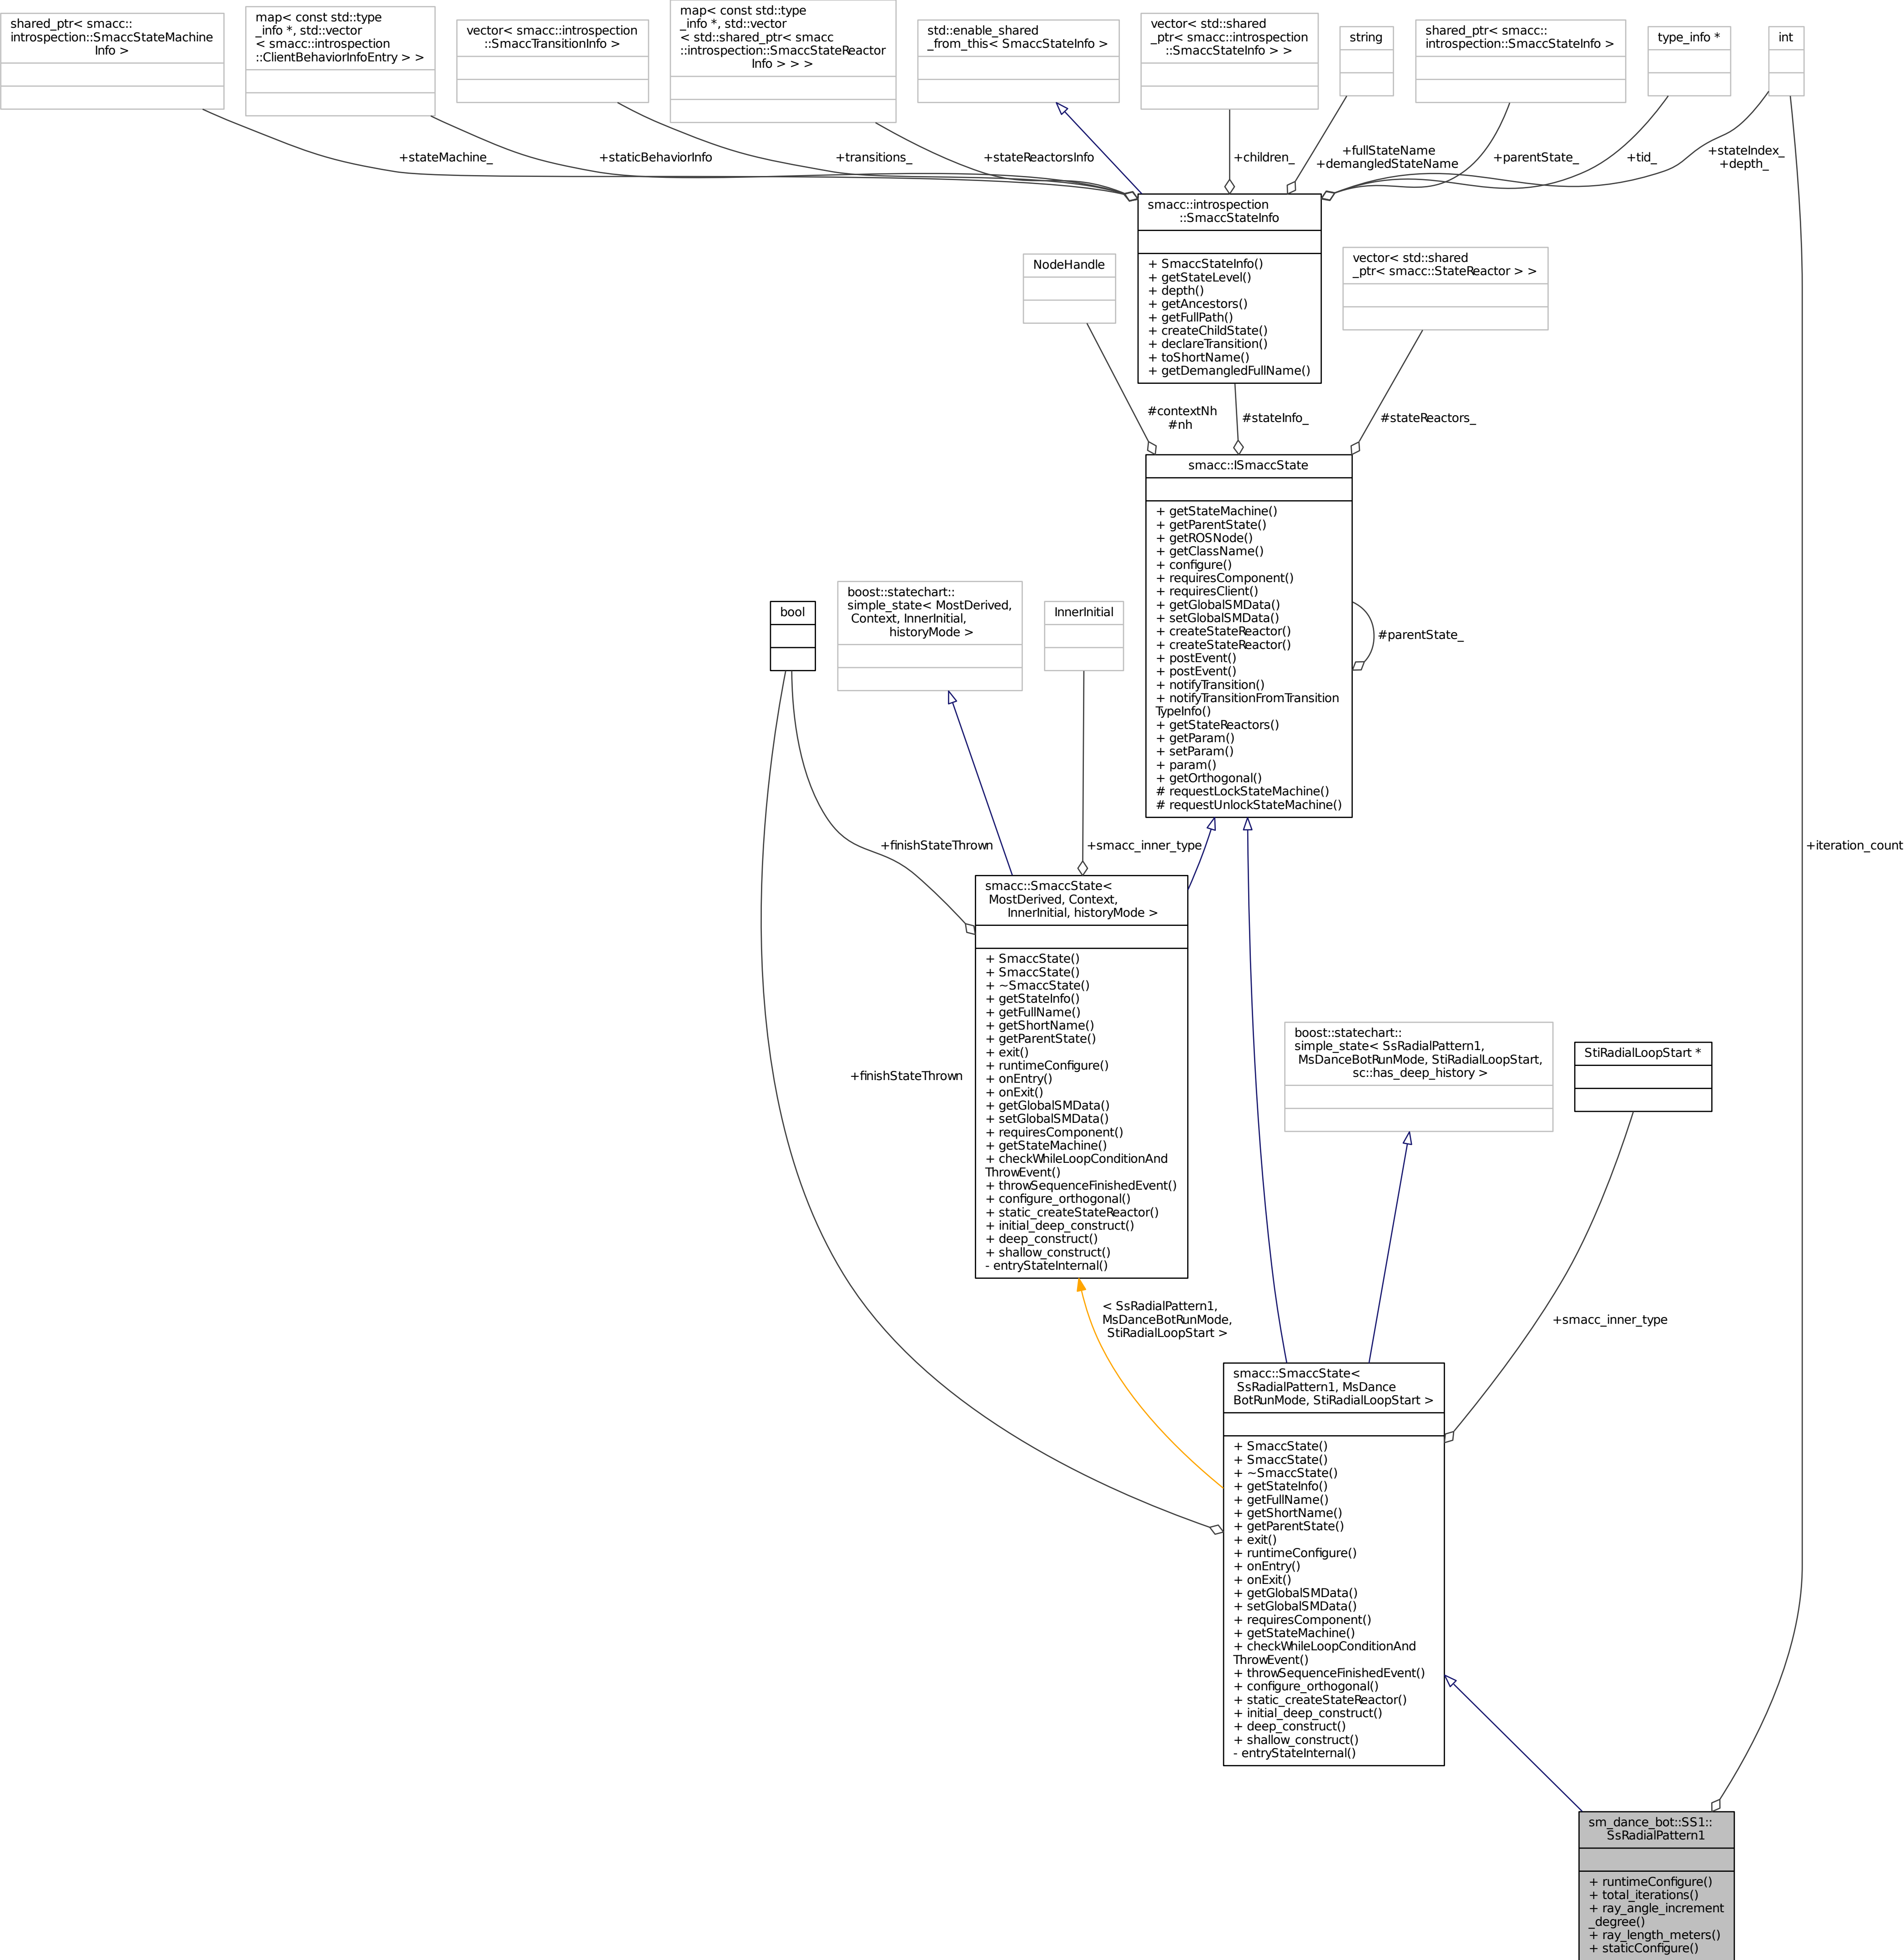 shared_ptr< smacc::
introspection::SmaccStateMachine
Info >
map< const std::type
_info *, std::vector
< smacc::introspection
::ClientBehaviorInfoEntry > >
vector< smacc::introspection
::SmaccTransitionInfo >
map< const std::type
_info *, std::vector
< std::shared_ptr< smacc
::introspection::SmaccStateReactor
Info > > >
std::enable_shared
_from_this< SmaccStateInfo >
vector< std::shared
_ptr< smacc::introspection
::SmaccStateInfo > >
string
shared_ptr< smacc::
introspection::SmaccStateInfo >
type_info *
int
+stateMachine_
+staticBehaviorInfo
+transitions_
+stateReactorsInfo
+children_
+fullStateName
+demangledStateName
+parentState_
+tid_
+stateIndex_
+depth_
smacc::introspection
::SmaccStateInfo
+ SmaccStateInfo()
+ getStateLevel()
+ depth()
+ getAncestors()
+ getFullPath()
+ createChildState()
+ declareTransition()
+ toShortName()
+ getDemangledFullName()
NodeHandle
vector< std::shared
_ptr< smacc::StateReactor > >
#contextNh
#nh
#stateInfo_
#stateReactors_
smacc::ISmaccState
+ getStateMachine()
+ getParentState()
+ getROSNode()
+ getClassName()
+ configure()
+ requiresComponent()
+ requiresClient()
+ getGlobalSMData()
+ setGlobalSMData()
+ createStateReactor()
+ createStateReactor()
+ postEvent()
+ postEvent()
+ notifyTransition()
+ notifyTransitionFromTransition
TypeInfo()
+ getStateReactors()
+ getParam()
+ setParam()
+ param()
+ getOrthogonal()
# requestLockStateMachine()
# requestUnlockStateMachine()
#parentState_
bool
boost::statechart::
simple_state< MostDerived,
Context, InnerInitial,
historyMode >
InnerInitial
+finishStateThrown
+smacc_inner_type
+iteration_count
smacc::SmaccState<
MostDerived, Context,
InnerInitial, historyMode >
+ SmaccState()
+ SmaccState()
+ ~SmaccState()
+ getStateInfo()
+ getFullName()
+ getShortName()
+ getParentState()
+ exit()
+ runtimeConfigure()
+ onEntry()
+ onExit()
+ getGlobalSMData()
+ setGlobalSMData()
+ requiresComponent()
+ getStateMachine()
+ checkWhileLoopConditionAnd
ThrowEvent()
+ throwSequenceFinishedEvent()
+ configure_orthogonal()
+ static_createStateReactor()
+ initial_deep_construct()
+ deep_construct()
+ shallow_construct()
- entryStateInternal()
+finishStateThrown
boost::statechart::
simple_state< SsRadialPattern1,
MsDanceBotRunMode, StiRadialLoopStart,
sc::has_deep_history >
StiRadialLoopStart *
< SsRadialPattern1,
MsDanceBotRunMode,
StiRadialLoopStart >
+smacc_inner_type
smacc::SmaccState<
SsRadialPattern1, MsDance
BotRunMode, StiRadialLoopStart >
+ SmaccState()
+ SmaccState()
+ ~SmaccState()
+ getStateInfo()
+ getFullName()
+ getShortName()
+ getParentState()
+ exit()
+ runtimeConfigure()
+ onEntry()
+ onExit()
+ getGlobalSMData()
+ setGlobalSMData()
+ requiresComponent()
+ getStateMachine()
+ checkWhileLoopConditionAnd
ThrowEvent()
+ throwSequenceFinishedEvent()
+ configure_orthogonal()
+ static_createStateReactor()
+ initial_deep_construct()
+ deep_construct()
+ shallow_construct()
- entryStateInternal()
sm_dance_bot::SS1::
SsRadialPattern1
+ runtimeConfigure()
+ total_iterations()
+ ray_angle_increment
_degree()
+ ray_length_meters()
+ staticConfigure()